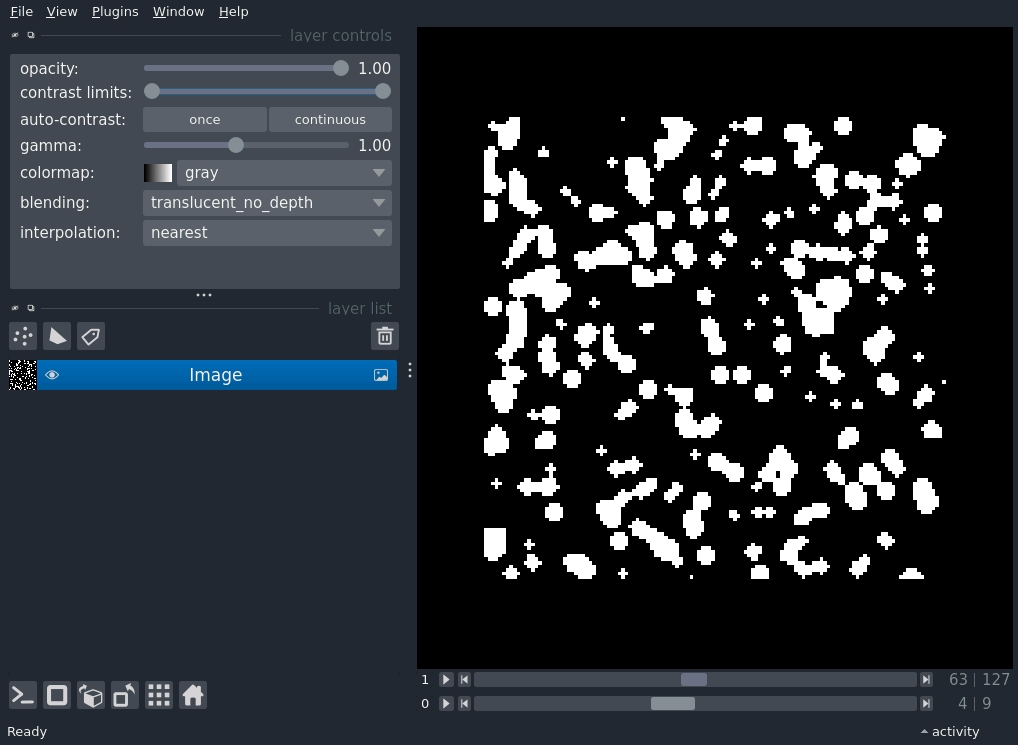 File View Plugins Window Help
layer controls
opacity: 1.00
contrast limits:
auto-contrast: once continuous
gamma: 1.00
colormap: gray
blending: translucent_no_depth
interpolation: nearest
layer list
Image
1 63 | 127
0 4 | 9
Ready activity